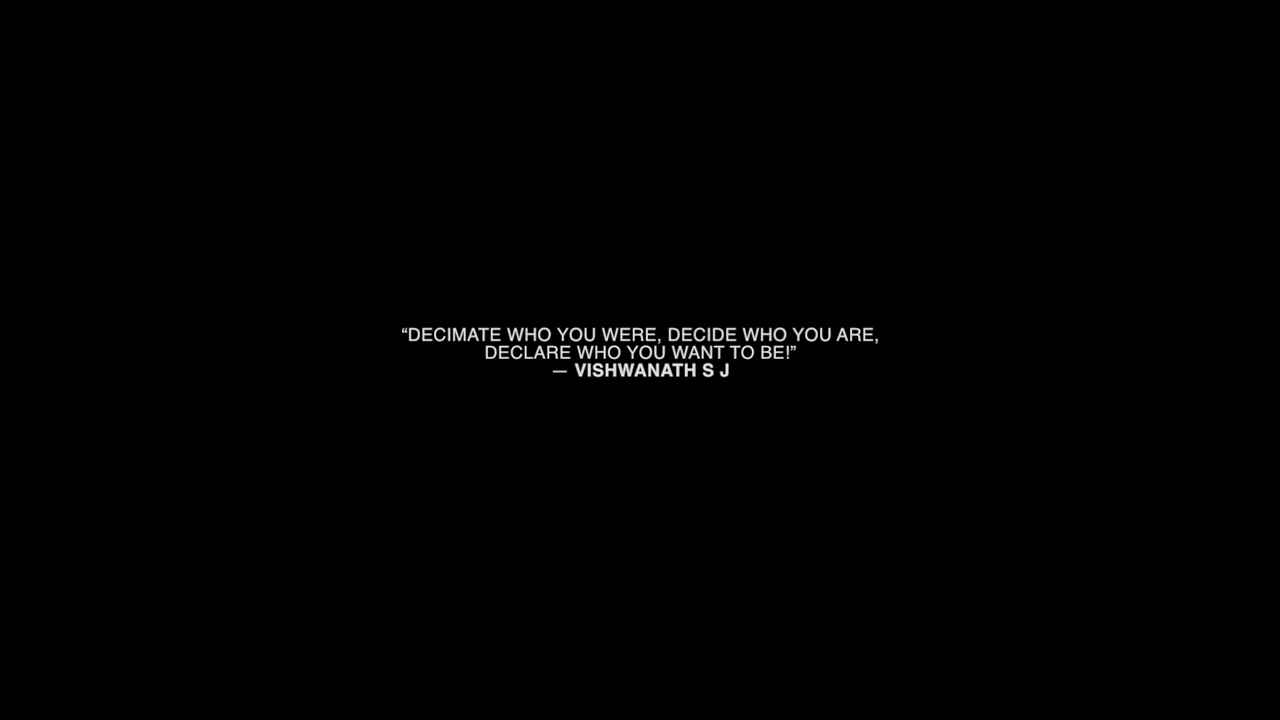 “DECIMATE WHO YOU WERE, DECIDE WHO YOU ARE,
DECLARE WHO YOU WANT TO BE!”
— VISHWANATH S J